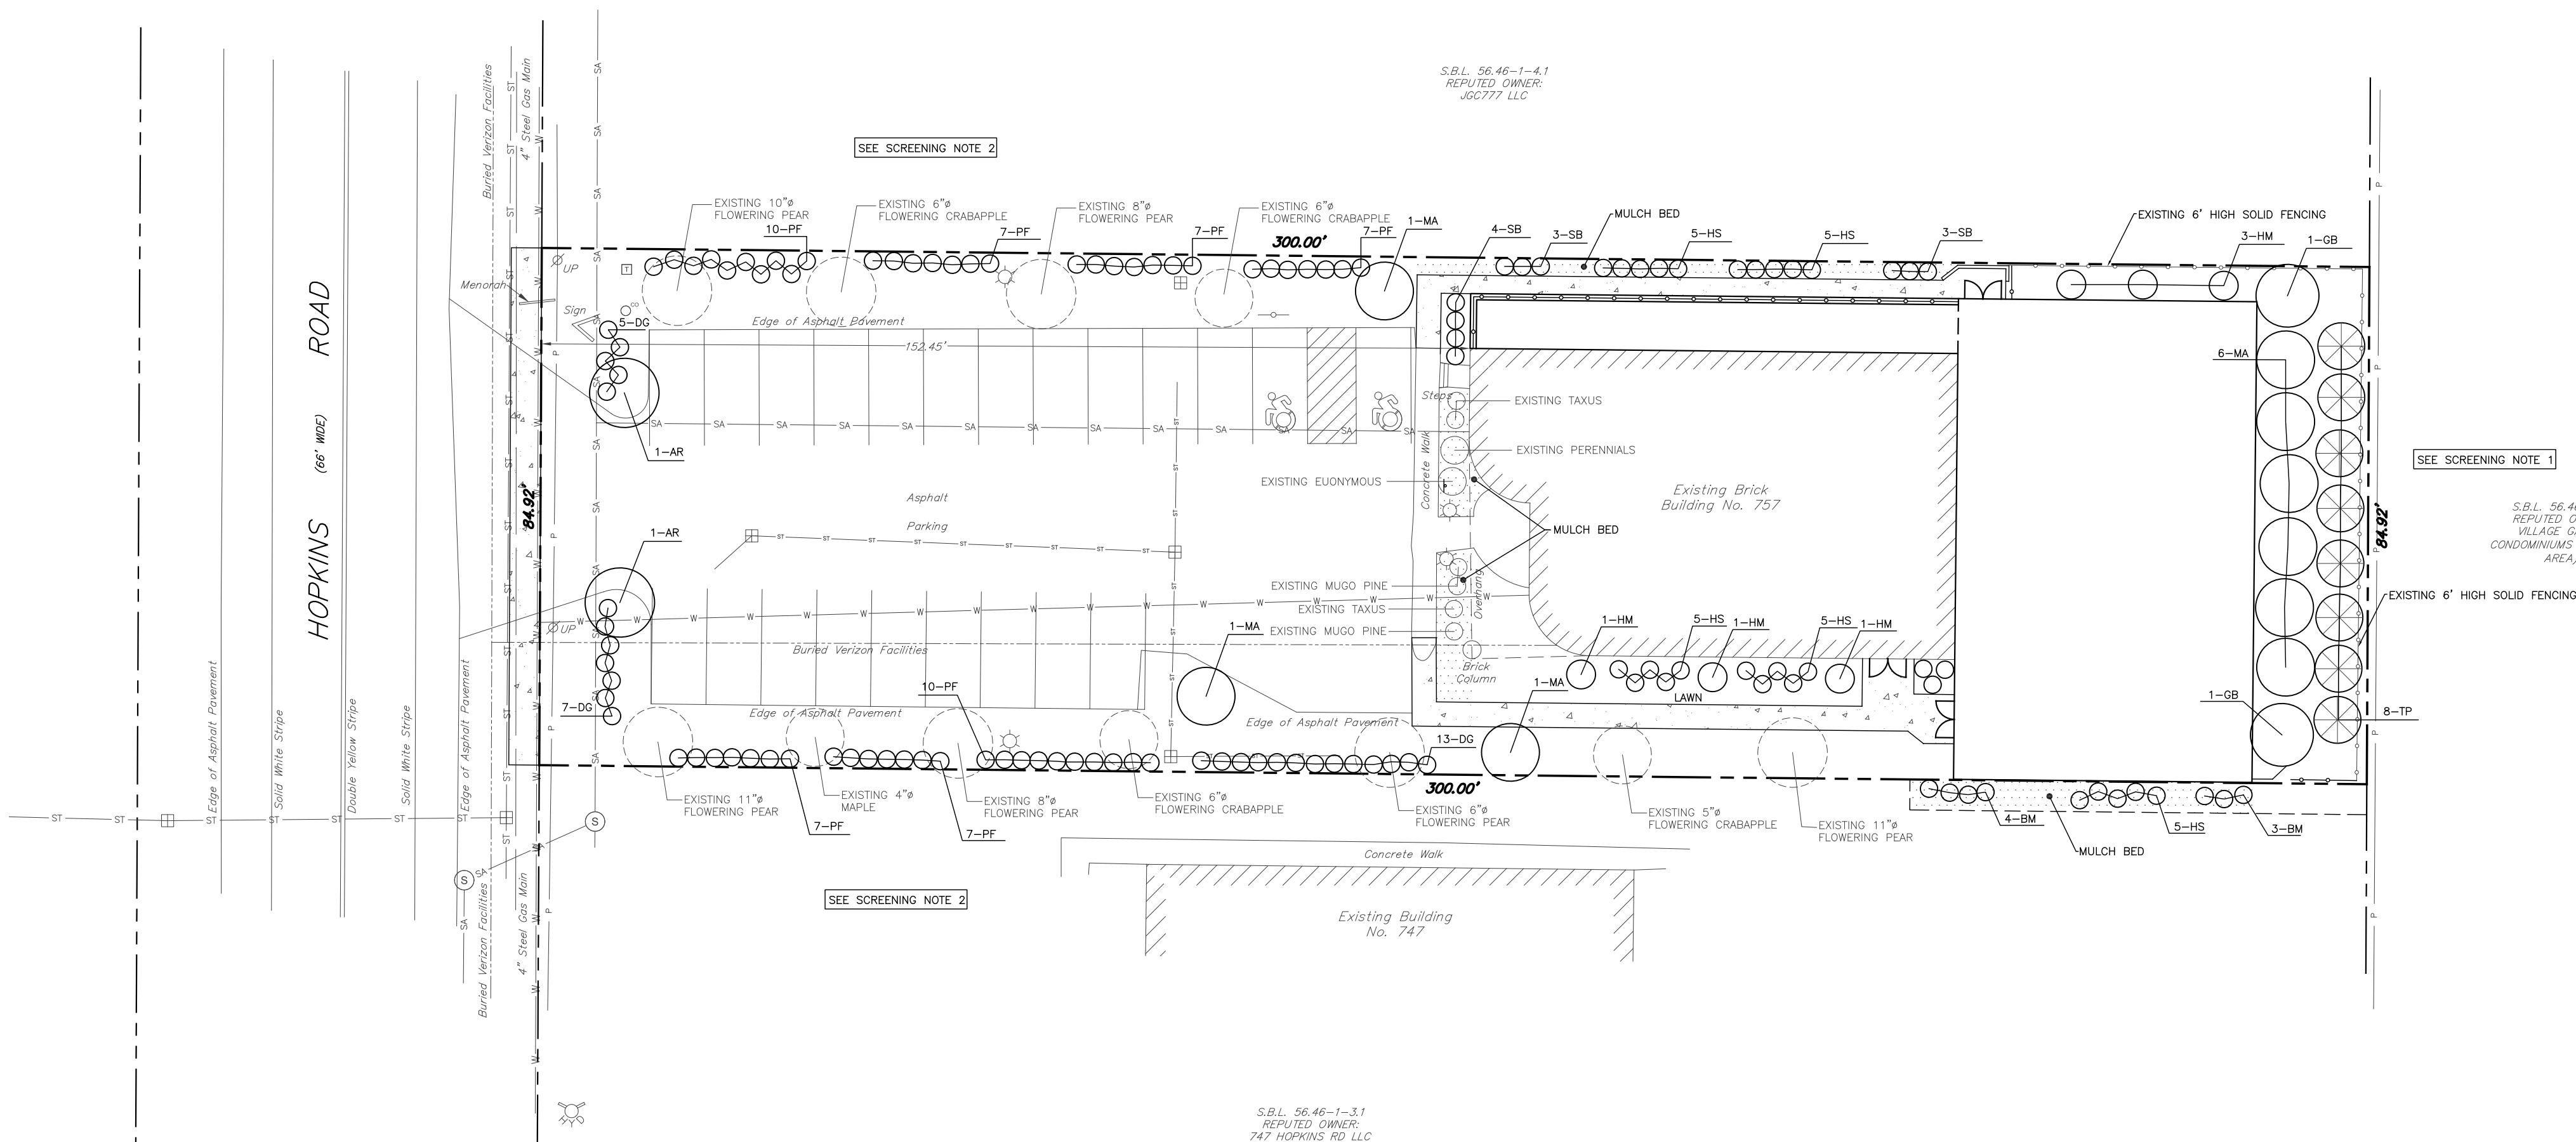 S.B.L. 56.46-1-4.1
REPUTED OWNER:
JGC777 LLC
SEE SCREENING NOTE 2
HOPKINS ROAD
(66' WIDE)
Edge of Asphalt Pavement
Solid White Stripe
Double Yellow Stripe
Solid White Stripe
Edge of Asphalt Pavement
Buried Verizon Facilities
4" Steel Gas Main
Buried Verizon Facilities
4" Steel Gas Main
EXISTING 10"ø
FLOWERING PEAR
10-PF
EXISTING 6"ø
FLOWERING CRABAPPLE
7-PF
EXISTING 8"ø
FLOWERING PEAR
7-PF
EXISTING 6"ø
FLOWERING CRABAPPLE
300.00'
7-PF
1-MA
4-SB
3-SB
MULCH BED
5-HS
5-HS
3-SB
EXISTING 6' HIGH SOLID FENCING
3-HM
1-GB
UP
T
CO
Menorah
Sign
5-DG
Edge of Asphalt Pavement
152.45'
1-AR
84.92'
Asphalt
Parking
1-AR
UP
7-DG
Buried Verizon Facilities
Edge of Asphalt Pavement
10-PF
1-MA
Edge of Asphalt Pavement
Steps
Concrete Walk
EXISTING TAXUS
EXISTING PERENNIALS
EXISTING EUONYMOUS
MULCH BED
EXISTING MUGO PINE
EXISTING TAXUS
EXISTING MUGO PINE
Overhang
Brick
Column
Existing Brick
Building No. 757
1-HM
5-HS
1-HM
5-HS
1-HM
LAWN
1-MA
13-DG
6-MA
1-GB
8-TP
84.92'
SEE SCREENING NOTE 1
S.B.L. 56.46
REPUTED O
VILLAGE GA
CONDOMINIUMS
AREA,
EXISTING 6' HIGH SOLID FENCING
EXISTING 11"ø
FLOWERING PEAR
7-PF
EXISTING 4"ø
MAPLE
7-PF
EXISTING 8"ø
FLOWERING PEAR
EXISTING 6"ø
FLOWERING CRABAPPLE
EXISTING 6"ø
FLOWERING PEAR
300.00'
EXISTING 5"ø
FLOWERING CRABAPPLE
EXISTING 11"ø
FLOWERING PEAR
4-BM
MULCH BED
5-HS
3-BM
SEE SCREENING NOTE 2
Concrete Walk
Existing Building
No. 747
S
S
HYD
S.B.L. 56.46-1-3.1
REPUTED OWNER:
747 HOPKINS RD LLC